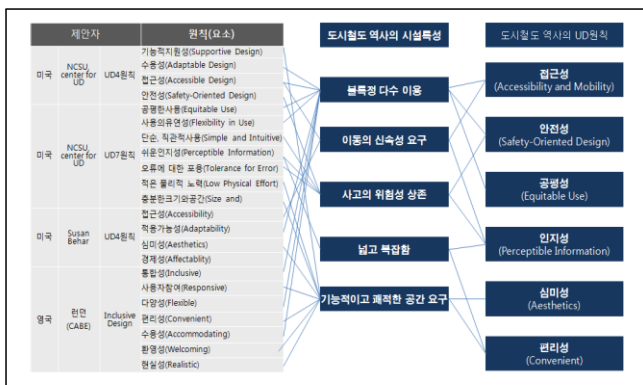 제안자
원칙(요소)
도시철도 역사의 시설특성
도시철도 역사의 UD원칙
미국
NCSU, center for UD
UD4원칙
기능적지원성(Supportive Design)
수용성(Adaptable Design)
접근성(Accessible Design)
안전성(Safety-Oriented Design)
미국
NCSU, center for UD
UD7원칙
공평한사용(Equitable Use)
사용의유연성(Flexibility in Use)
단순, 직관적사용(Simple and Intuitive)
쉬운인지성(Perceptible Information)
오류에 대한 포용(Tolerance for Error)
적은 물리적 노력(Low Physical Effort)
충분한크기와공간(Size and
미국
Susan Behar
UD4원칙
접근성(Accessibility)
적용가능성(Adaptability)
심미성(Aesthetics)
경제성(Affectablity)
영국
런던 (CABE)
Inclusive Design
통합성(Inclusive)
사용자참여(Responsive)
다양성(Flexible)
편리성(Convenient)
수용성(Accommodating)
환영성(Welcoming)
현실성(Realistic)
불특정 다수 이용
이동의 신속성 요구
사고의 위험성 상존
넓고 복잡함
기능적이고 쾌적한 공간 요구
접근성
(Accessibility and Mobility)
안전성
(Safety-Oriented Design)
공평성
(Equitable Use)
인지성
(Perceptible Information)
심미성
(Aesthetics)
편리성
(Convenient)